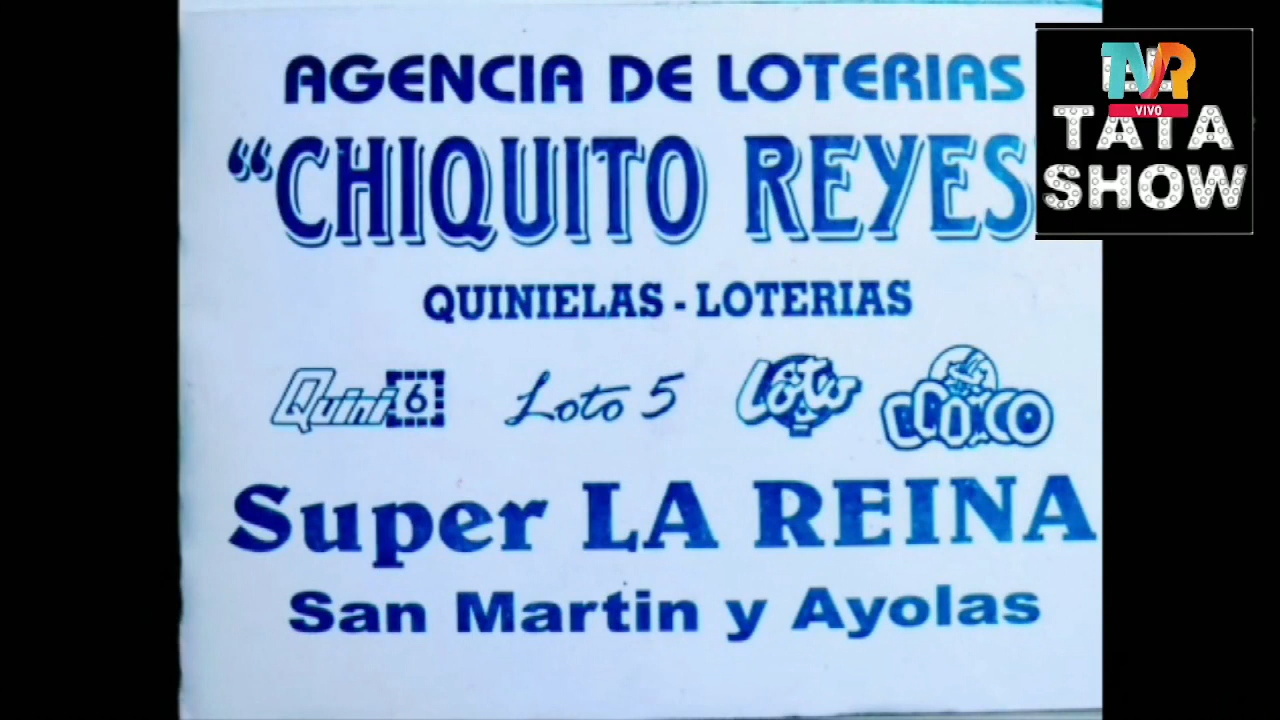 AGENCIA DE LOTERIAS
“CHIQUITO REYES
QUINIELAS - LOTERIAS
Quini 6
Loto 5
Loto
Super LA REINA
San Martin y Ayolas
TVR
VIVO
TATA
SHOW